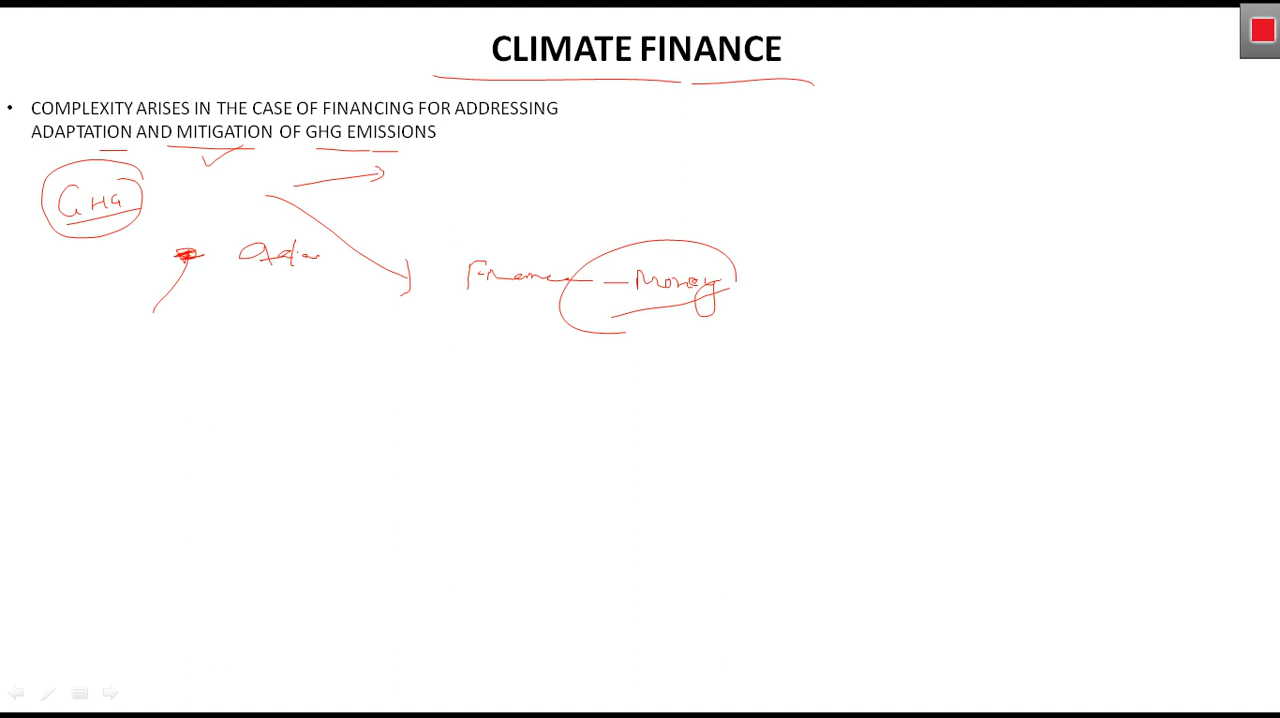 CLIMATE FINANCE
• COMPLEXITY ARISES IN THE CASE OF FINANCING FOR ADDRESSING
ADAPTATION AND MITIGATION OF GHG EMISSIONS
GHG
Finance — Money